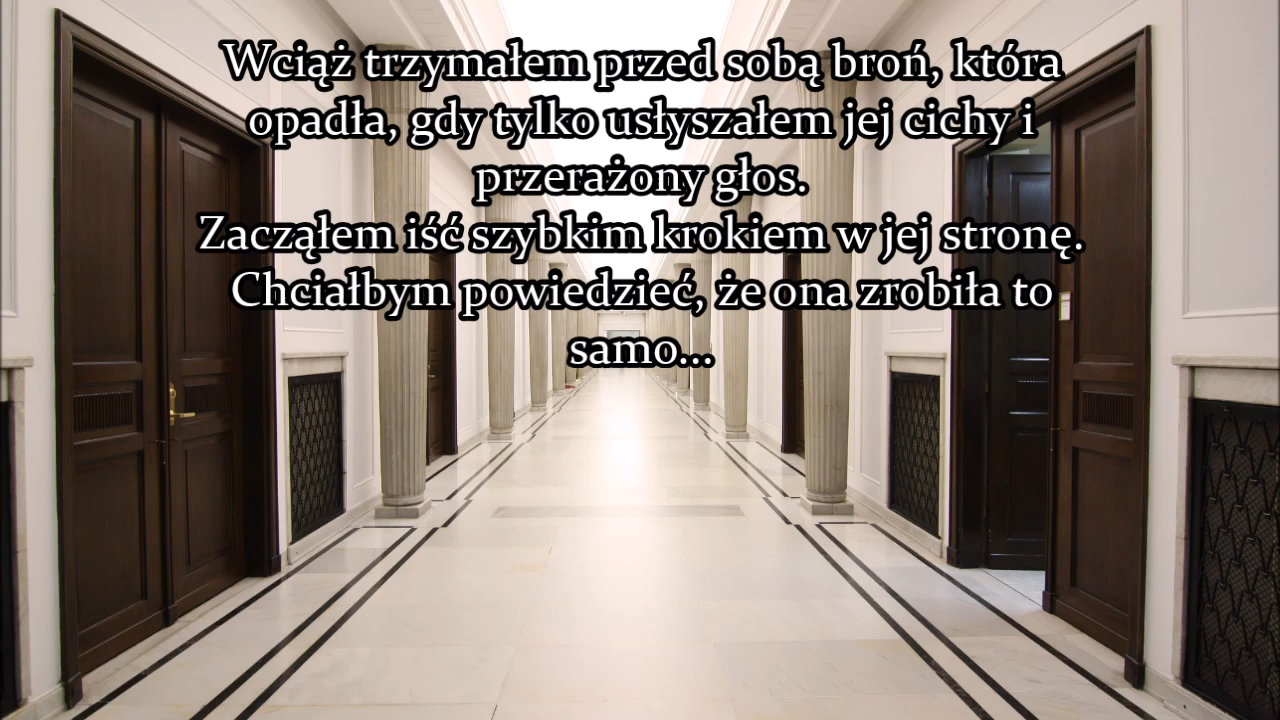 Wciąż trzymałem przed sobą broń, która
opadła, gdy tylko usłyszałem jej cichy i
przerażony głos.
Zacząłem iść szybkim krokiem w jej stronę.
Chciałbym powiedzieć, że ona zrobiła to
samo...